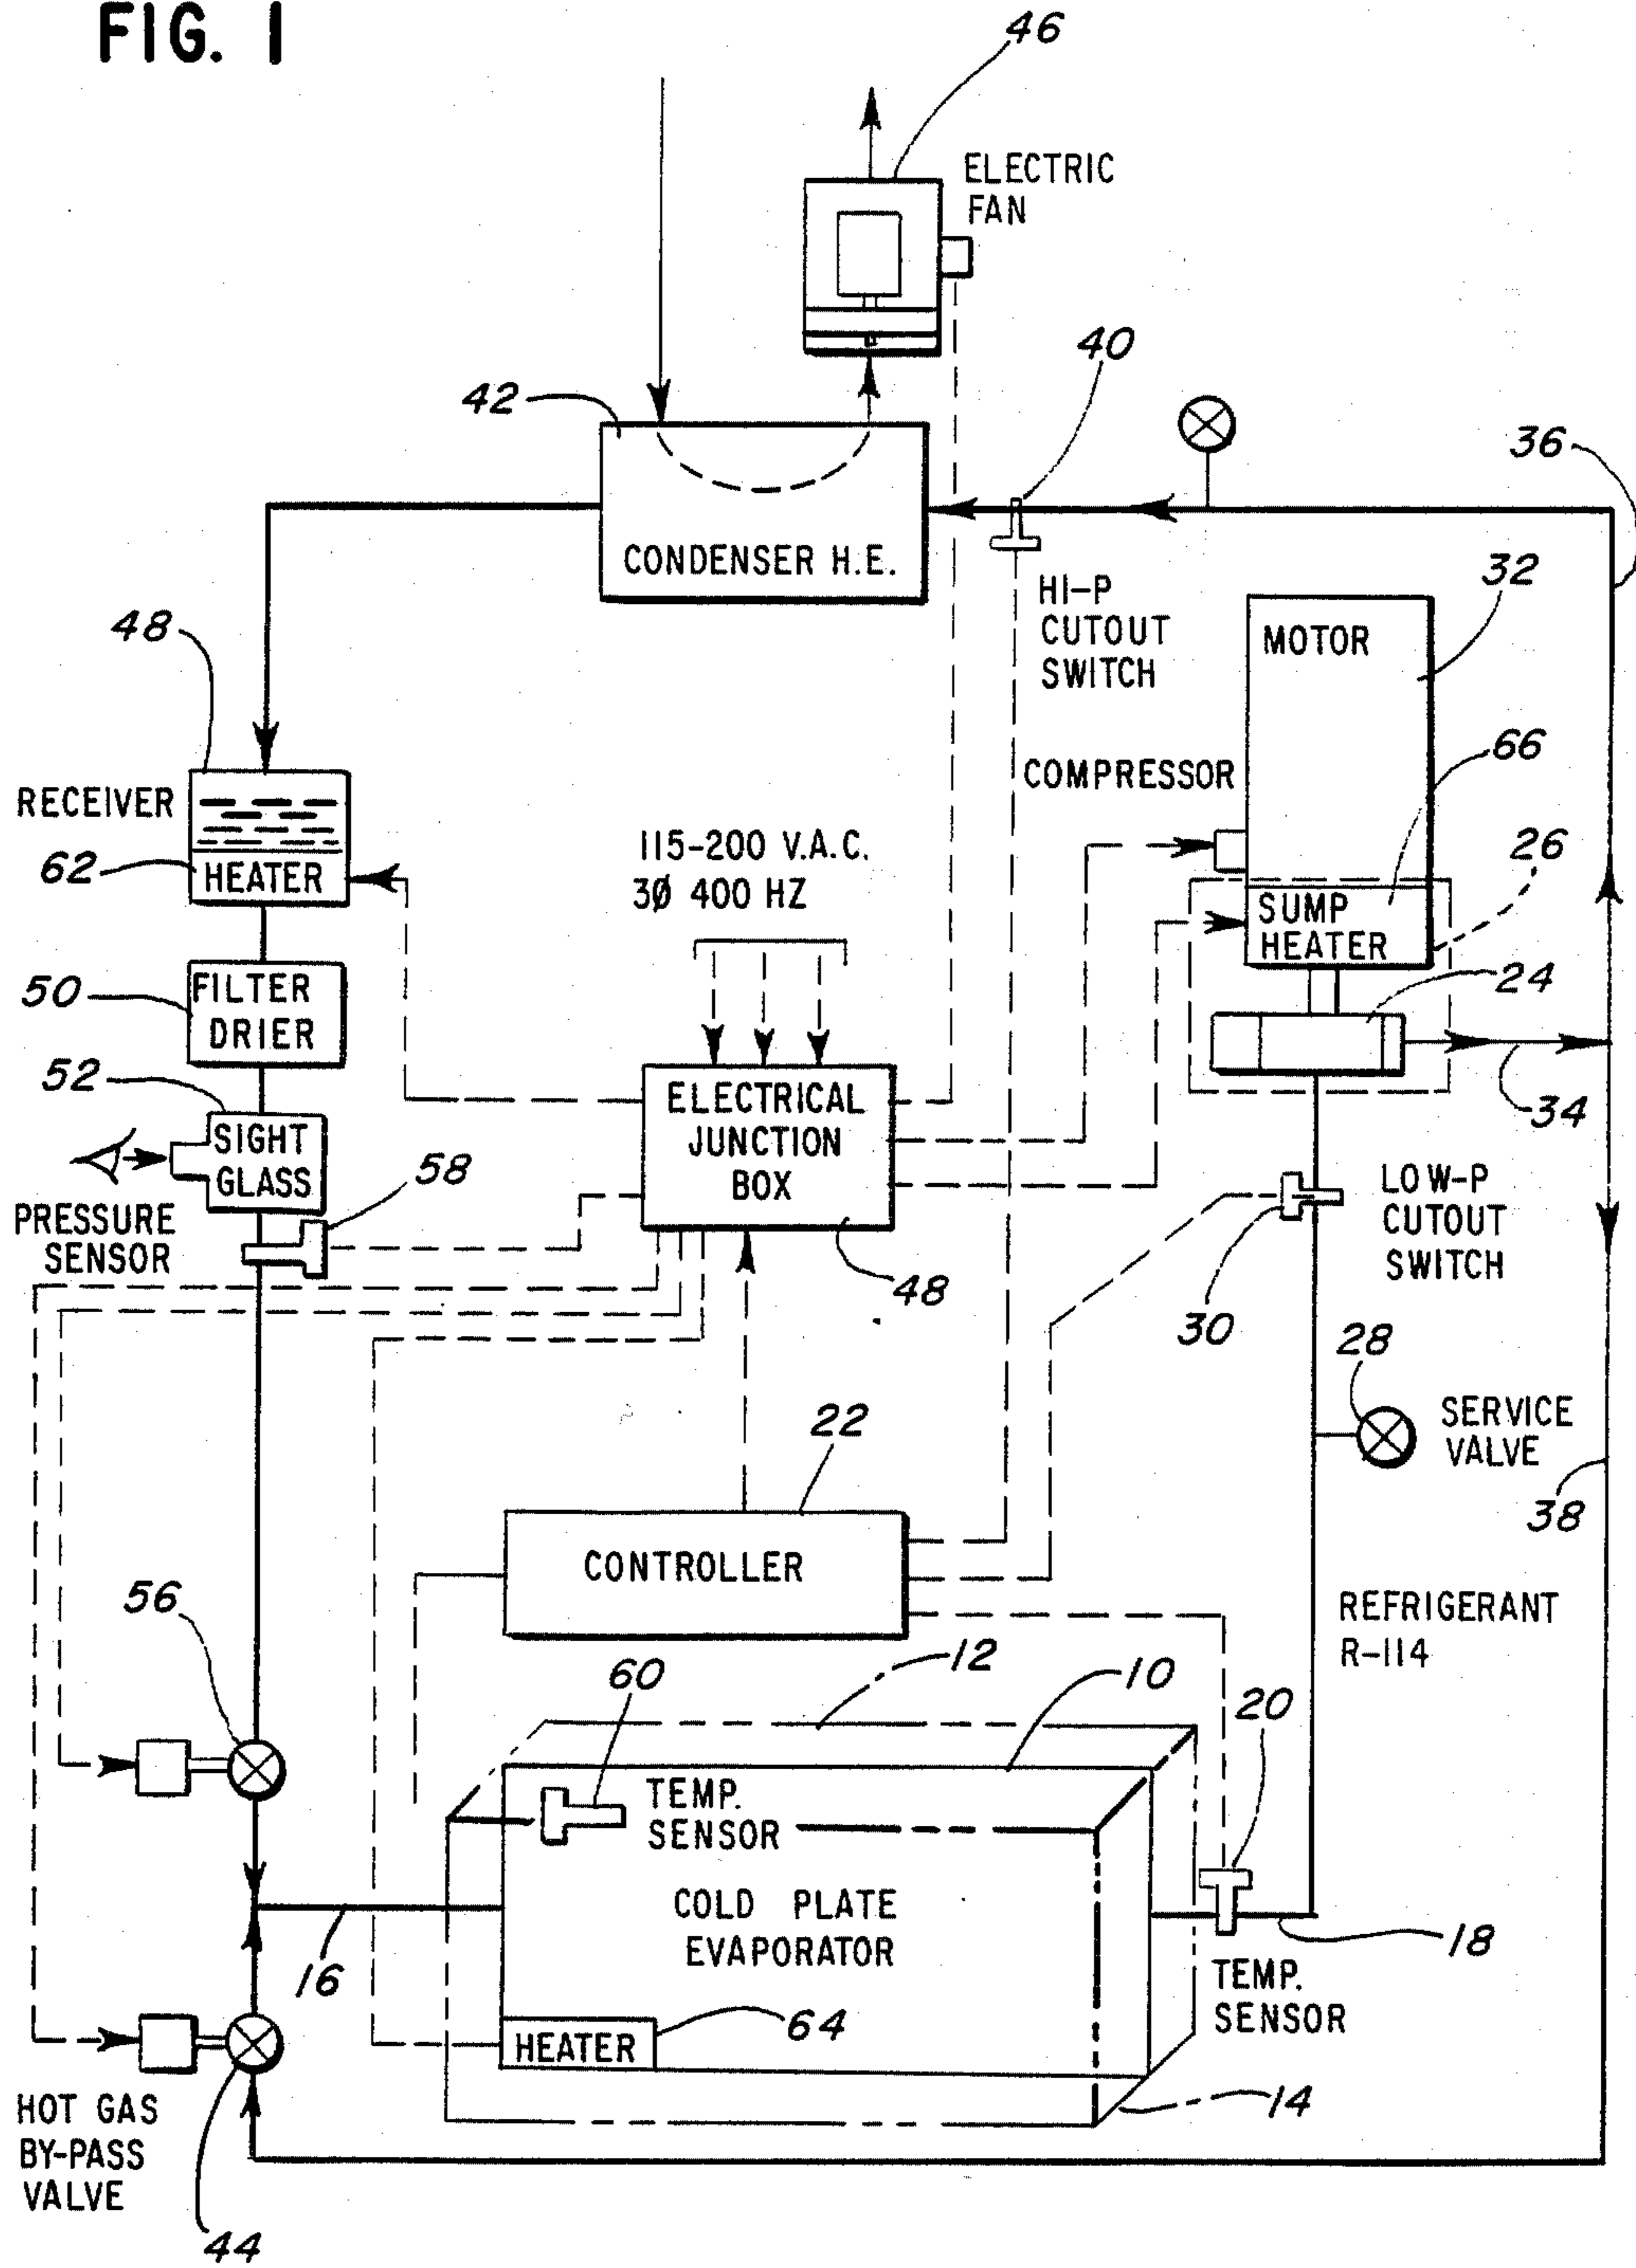 FIG. 1
46
ELECTRIC
FAN
40
42
36
CONDENSER H.E.
HI-P
CUTOUT
SWITCH
32
MOTOR
48
66
COMPRESSOR
RECEIVER
62
HEATER
115-200 V.A.C.
3Ø 400 HZ
26
SUMP
HEATER
50
FILTER
DRIER
24
52
ELECTRICAL
JUNCTION
BOX
34
SIGHT
GLASS
58
LOW-P
CUTOUT
SWITCH
PRESSURE
SENSOR
48
30
28
SERVICE
VALVE
22
38
CONTROLLER
56
REFRIGERANT
R-114
12
10
60
20
TEMP.
SENSOR
COLD PLATE
EVAPORATOR
16
18
TEMP.
SENSOR
64
HEATER
14
HOT GAS
BY-PASS
VALVE
44